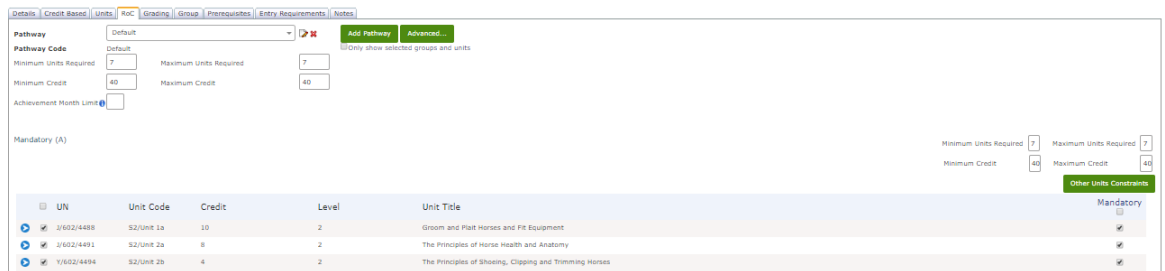 Details Credit Based Units RoC Grading Group Prerequisites Entry Requirements Notes
Pathway Default Add Pathway Advanced...
Pathway Code Default Only show selected groups and units
Minimum Units Required 7 Maximum Units Required 7
Minimum Credit 40 Maximum Credit 40
Achievement Month Limit
Mandatory (A)
Minimum Units Required 7 Maximum Units Required 7
Minimum Credit 40 Maximum Credit 40
Other Units Constraints
UN Unit Code Credit Level Unit Title Mandatory
J/602/4488 S2/Unit 1a 10 2 Groom and Plait Horses and Fit Equipment
J/602/4491 S2/Unit 2a 8 2 The Principles of Horse Health and Anatomy
Y/602/4494 S2/Unit 2b 4 2 The Principles of Shoeing, Clipping and Trimming Horses